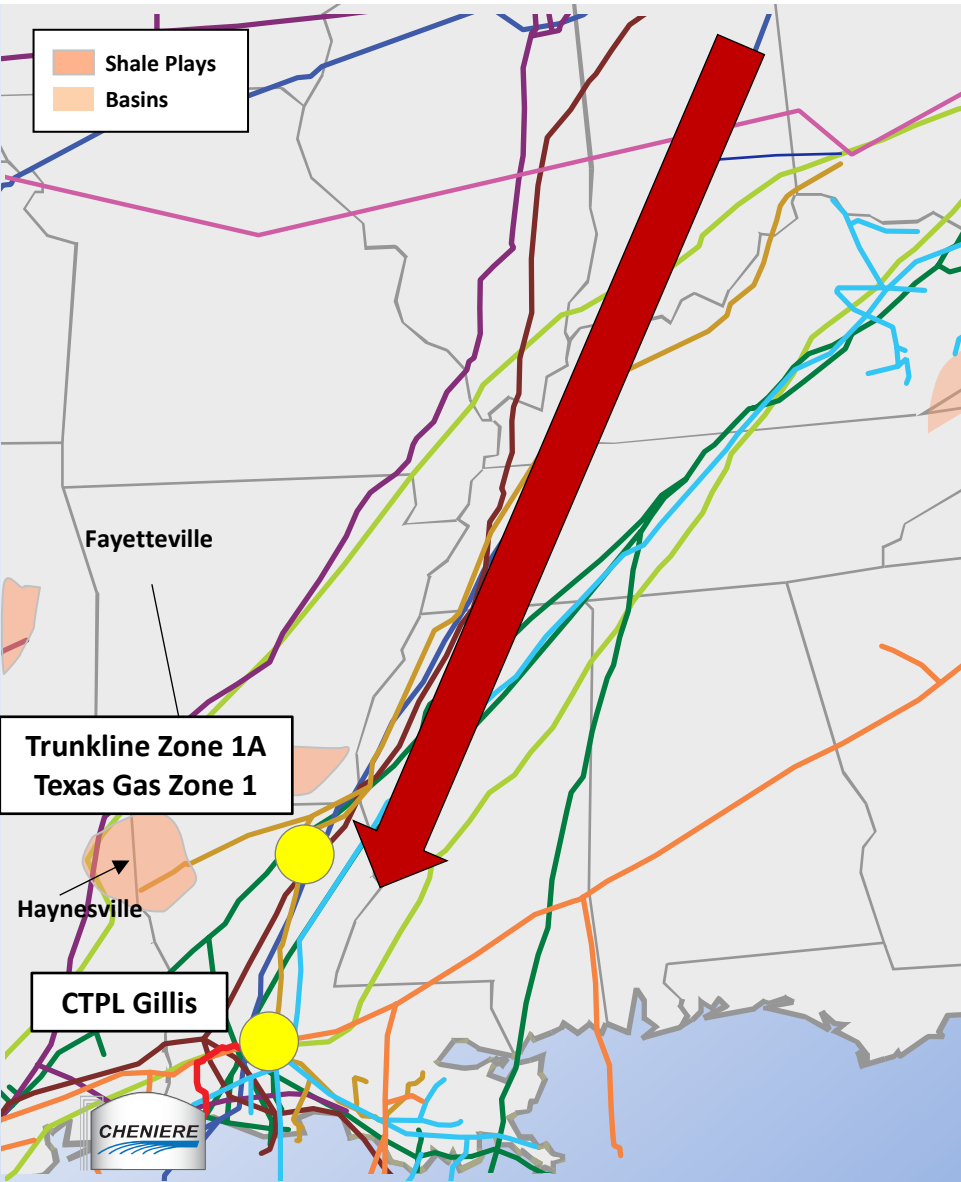 Shale Plays
Basins
Fayetteville
Trunkline Zone 1A
Texas Gas Zone 1
Haynesville
CTPL Gillis
CHENIERE